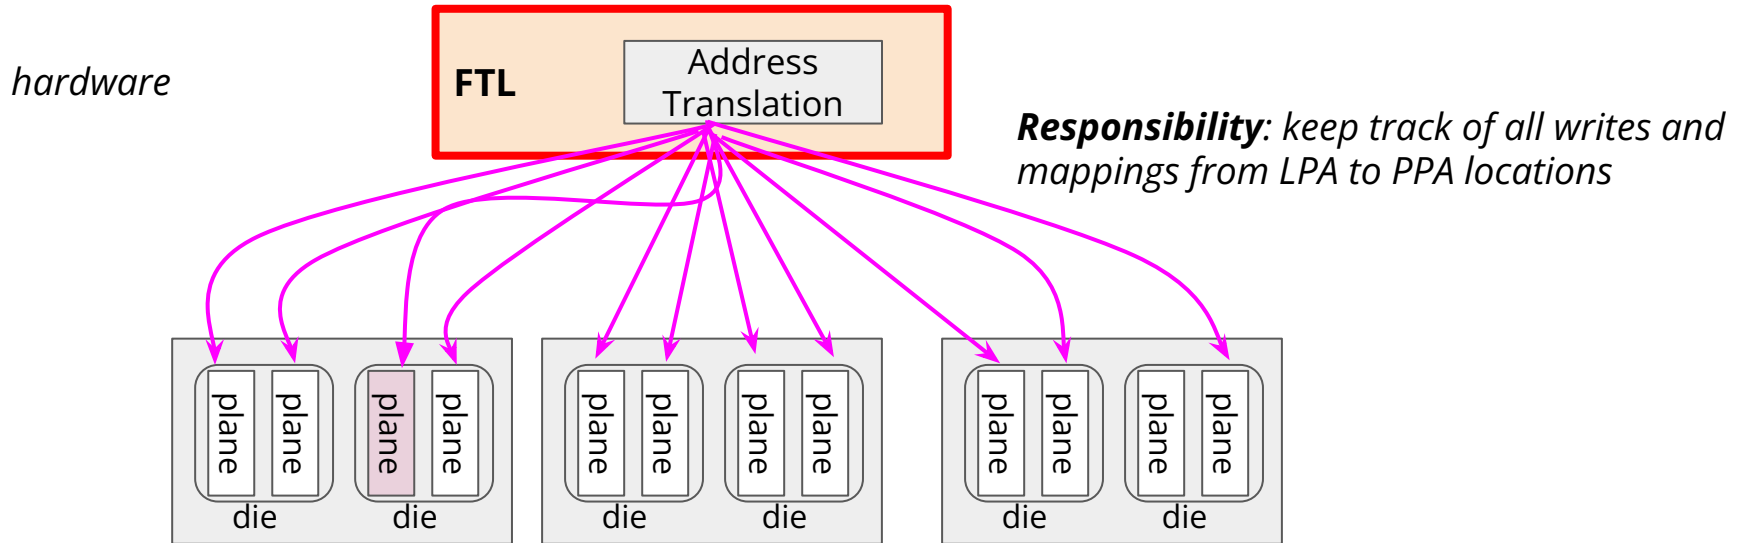 hardware
FTL
Address
Translation
Responsibility: keep track of all writes and
mappings from LPA to PPA locations
plane
plane
plane
plane
plane
plane
plane
plane
plane
plane
plane
plane
die
die
die
die
die
die